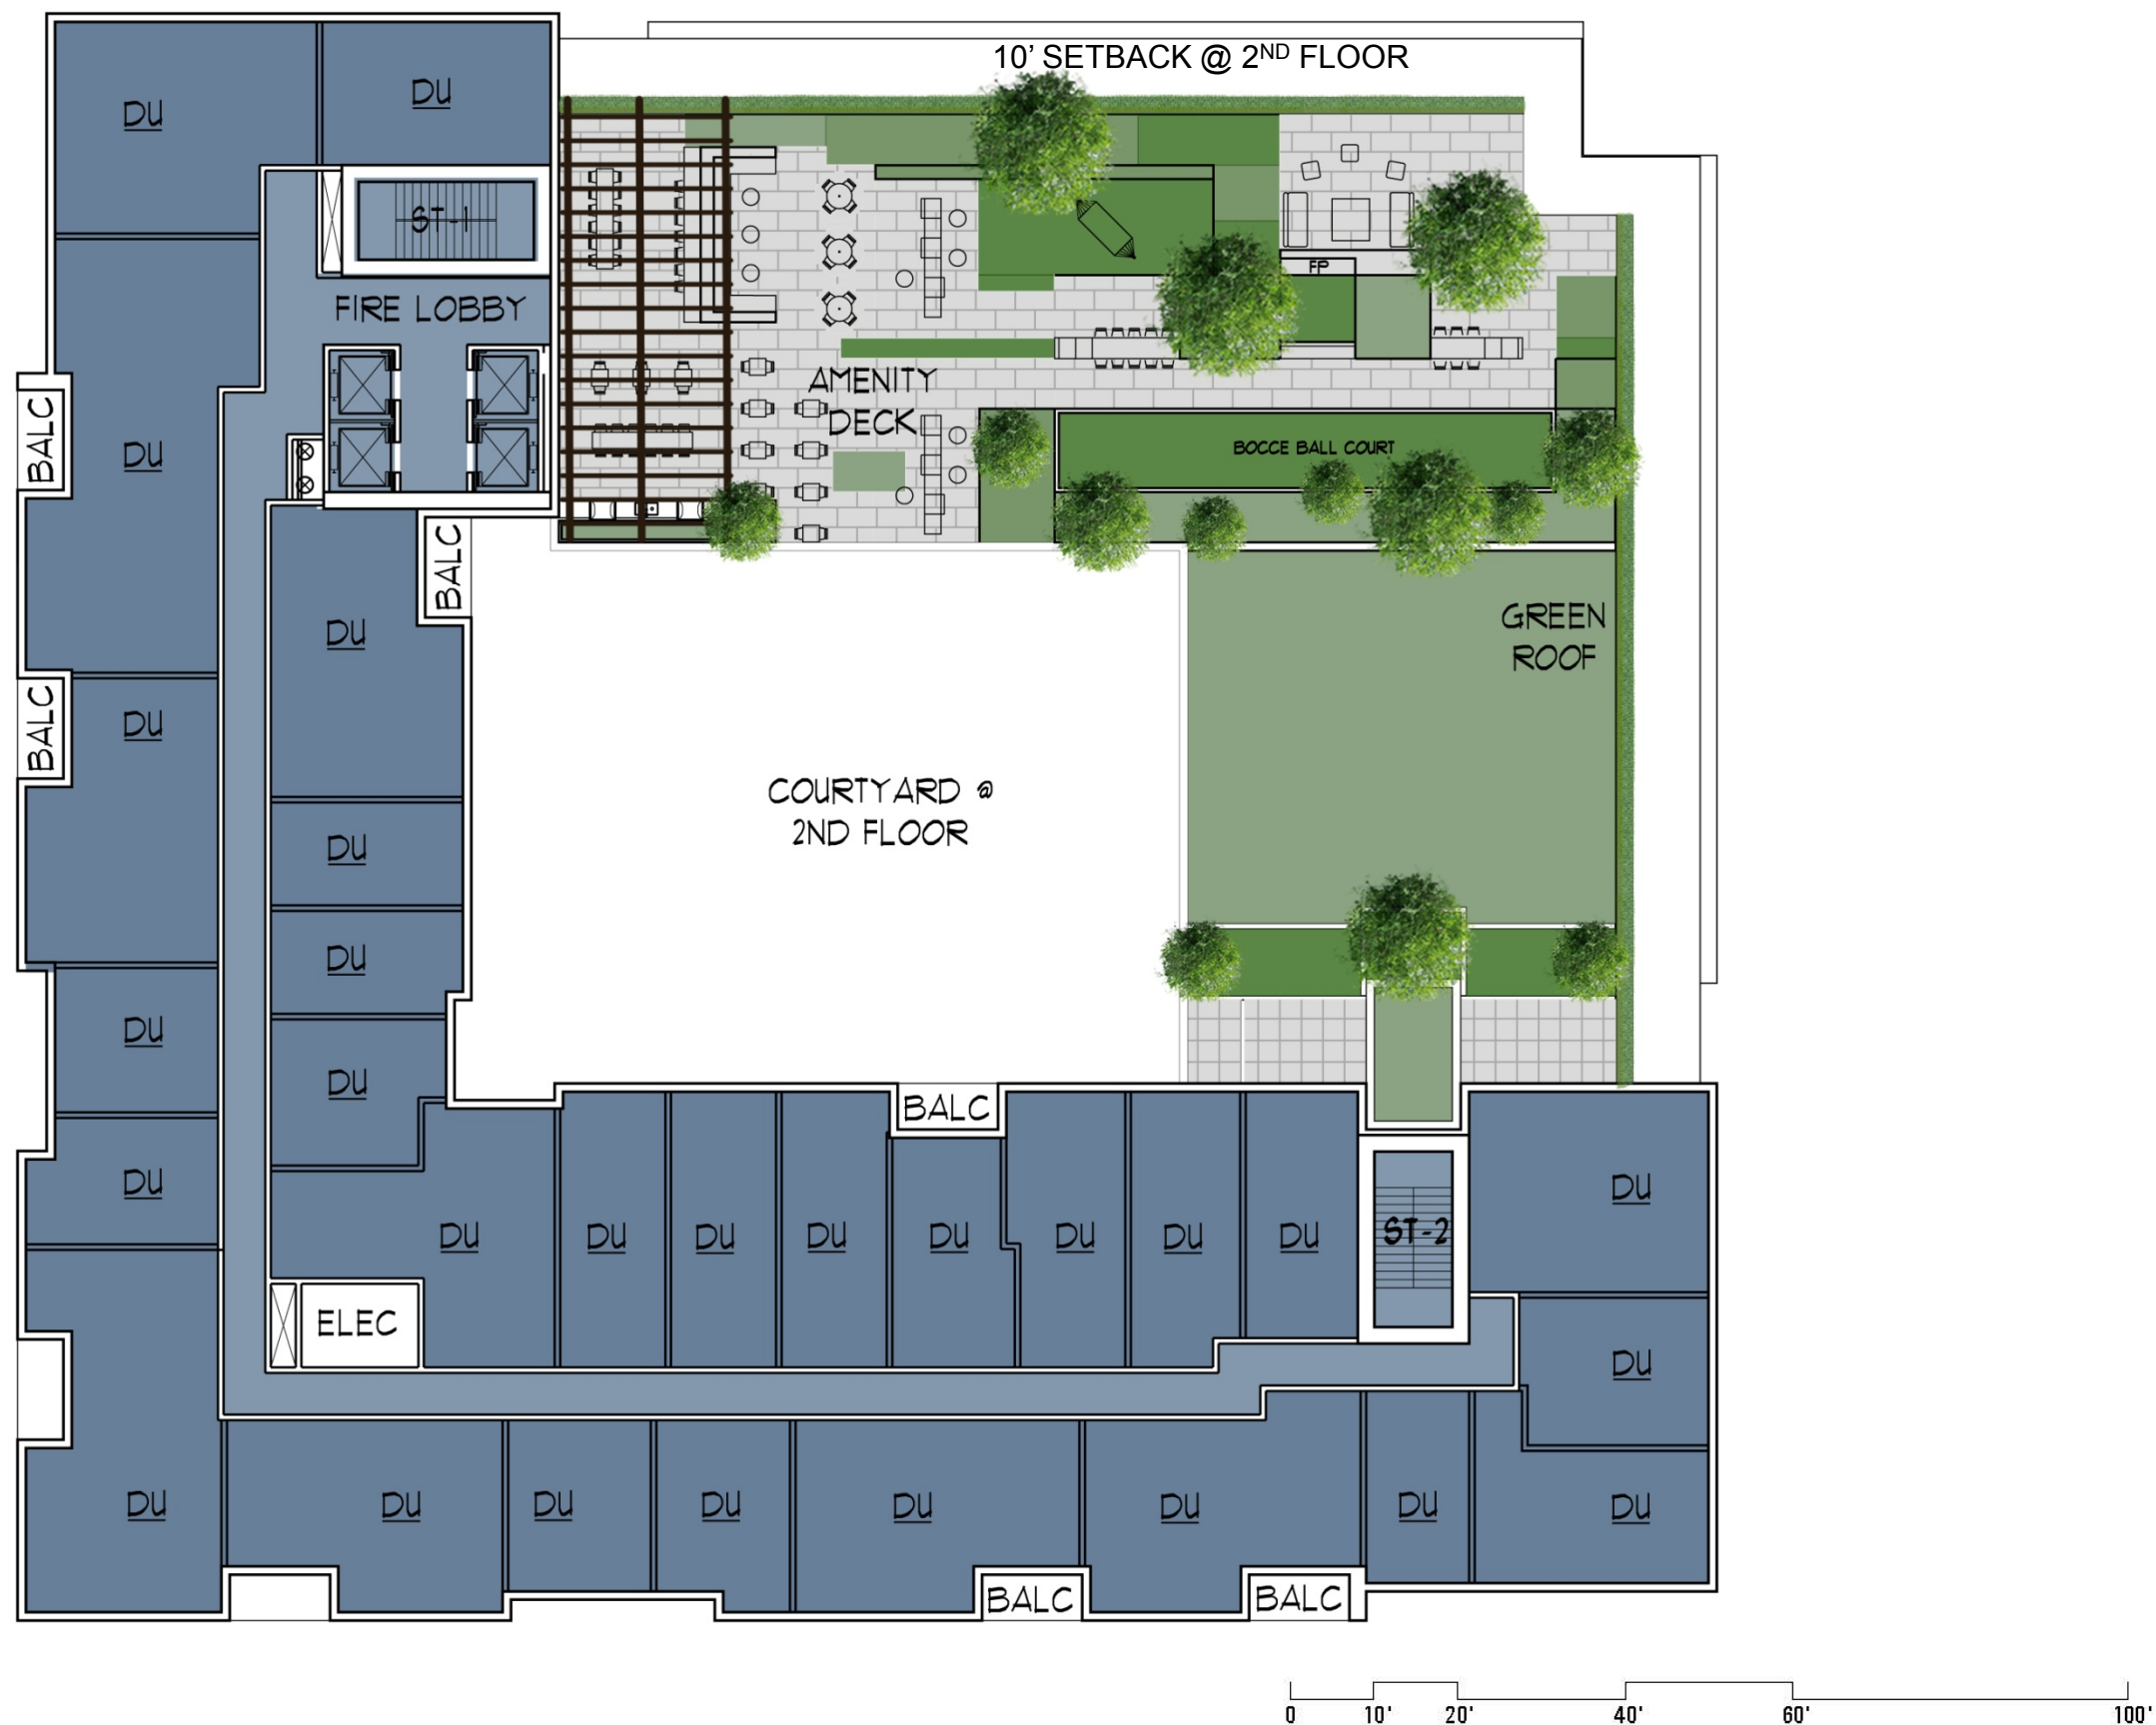 10' SETBACK @ 2ND FLOOR
DU
DU
ST-1
FIRE LOBBY
FP
AMENITY
DECK
BALC
DU
BOCCE BALL COURT
BALC
DU
GREEN
ROOF
BALC
DU
COURTYARD @
2ND FLOOR
DU
DU
DU
DU
BALC
DU
DU
DU
DU
DU
DU
DU
DU
DU
DU
ST-2
DU
ELEC
DU
DU
DU
DU
DU
DU
DU
DU
DU
BALC
BALC
0 10' 20' 40' 60' 100'